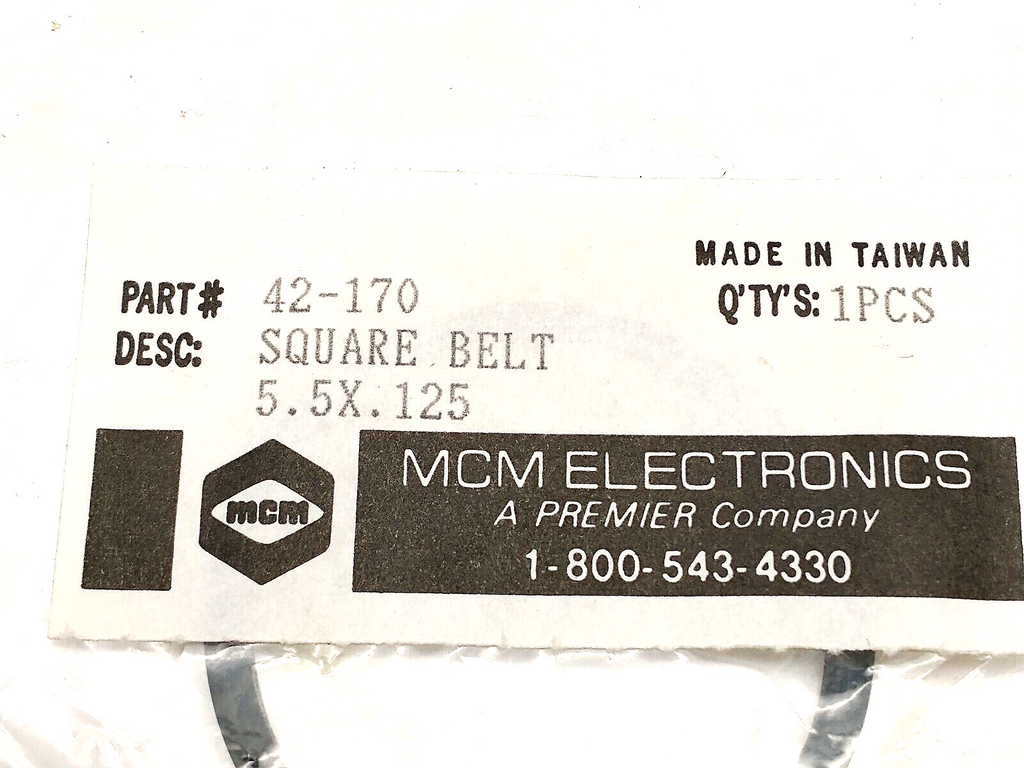 MADE IN TAIWAN
PART# 42-170
Q'TY'S: 1PCS
DESC: SQUARE BELT
5.5X.125
mcm
MCM ELECTRONICS
A PREMIER Company
1-800-543-4330